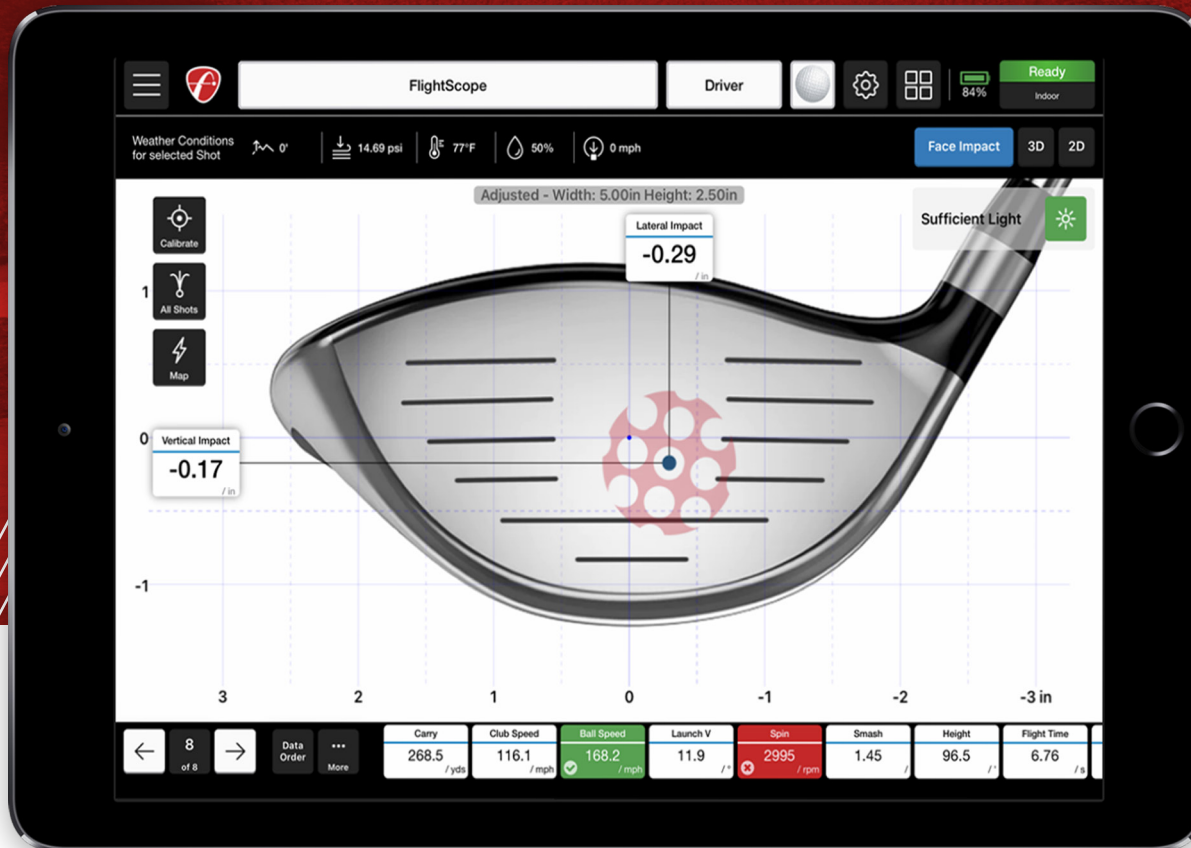 FlightScope
Driver
84%
Ready
Indoor
Weather Conditions
for selected Shot
0'
14.69 psi
77°F
50%
0 mph
Face Impact
3D
2D
Adjusted - Width: 5.00in Height: 2.50in
Sufficient Light
Calibrate
All Shots
Map
Lateral Impact
-0.29
/ in
Vertical Impact
-0.17
/ in
1
0
-1
3
2
1
0
-1
-2
-3 in
8
of 8
Data
Order
More
Carry
268.5
/ yds
Club Speed
116.1
/ mph
Ball Speed
168.2
/ mph
Launch V
11.9
/ °
Spin
2995
/ rpm
Smash
1.45
/
Height
96.5
/ '
Flight Time
6.76
/ s